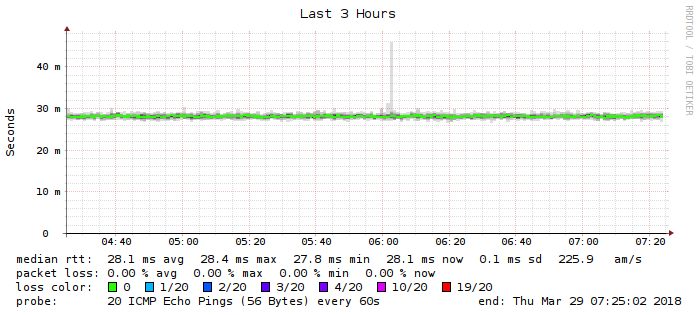 Last 3 Hours
RRDTOOL / TOBI OETIKER
Seconds
40 m
30 m
20 m
10 m
0
04:40 05:00 05:20 05:40 06:00 06:20 06:40 07:00 07:20
median rtt: 28.1 ms avg 28.4 ms max 27.8 ms min 28.1 ms now 0.1 ms sd 225.9 am/s
packet loss: 0.00 % avg 0.00 % max 0.00 % min 0.00 % now
loss color: 0 1/20 2/20 3/20 4/20 10/20 19/20
probe: 20 ICMP Echo Pings (56 Bytes) every 60s end: Thu Mar 29 07:25:02 2018